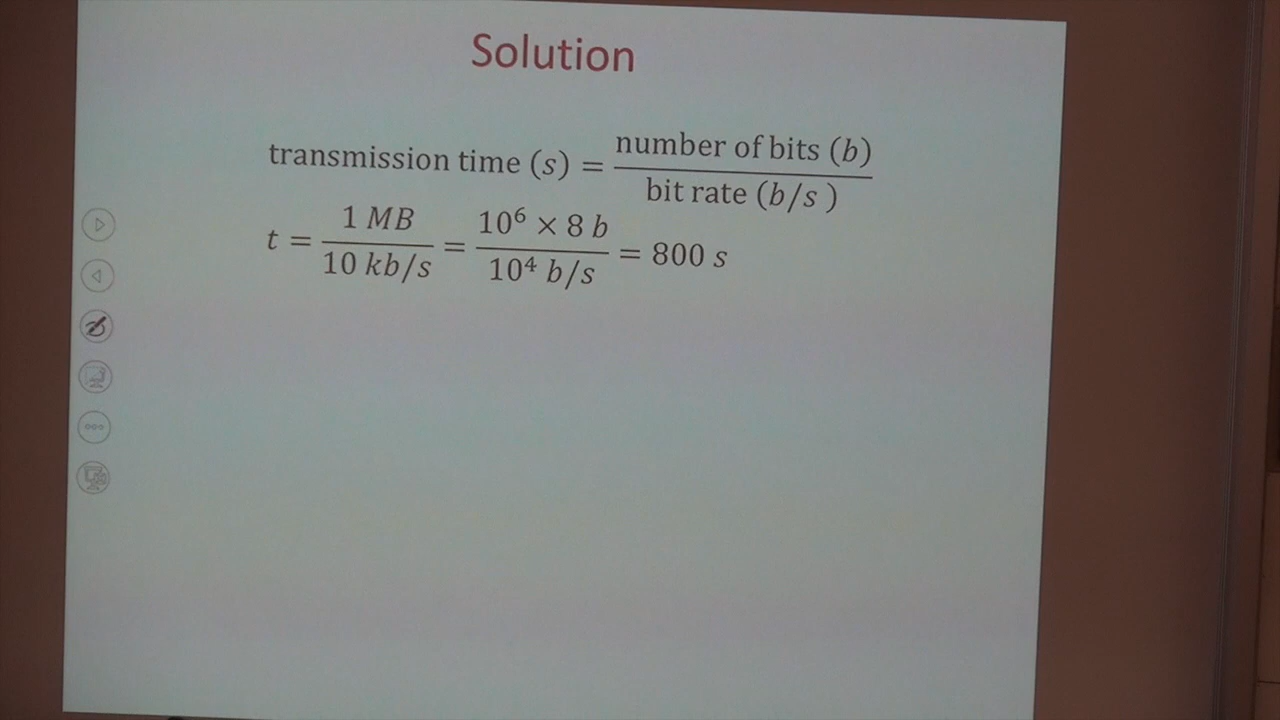 Solution
transmission time (s) = number of bits (b) / bit rate (b/s )
t = 1 MB / 10 kb/s = 10⁶ × 8 b / 10⁴ b/s = 800 s